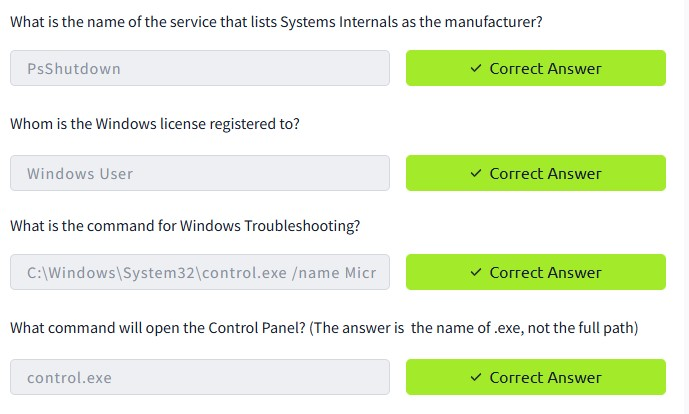 What is the name of the service that lists Systems Internals as the manufacturer?
PsShutdown
✓ Correct Answer
Whom is the Windows license registered to?
Windows User
✓ Correct Answer
What is the command for Windows Troubleshooting?
C:\Windows\System32\control.exe /name Micr
✓ Correct Answer
What command will open the Control Panel? (The answer is the name of .exe, not the full path)
control.exe
✓ Correct Answer